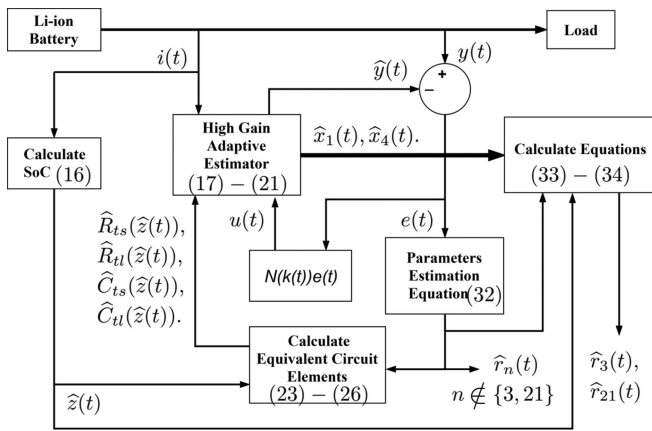 Li-ion
Battery
Load
i(t)
y(t)
ŷ(t)
+
−
High Gain
Adaptive
Estimator
(17) − (21)
x̂₁(t), x̂₄(t).
Calculate Equations
(33) − (34)
Calculate
SoC (16)
R̂ₜₛ(ẑ(t)),
R̂ₜₗ(ẑ(t)),
Ĉₜₛ(ẑ(t)),
Ĉₜₗ(ẑ(t)).
u(t)
e(t)
N(k(t))e(t)
Parameters
Estimation
Equation(32)
Calculate
Equivalent Circuit
Elements
(23) − (26)
r̂ₙ(t)
n ∉ {3, 21}
r̂₃(t),
r̂₂₁(t)
ẑ(t)